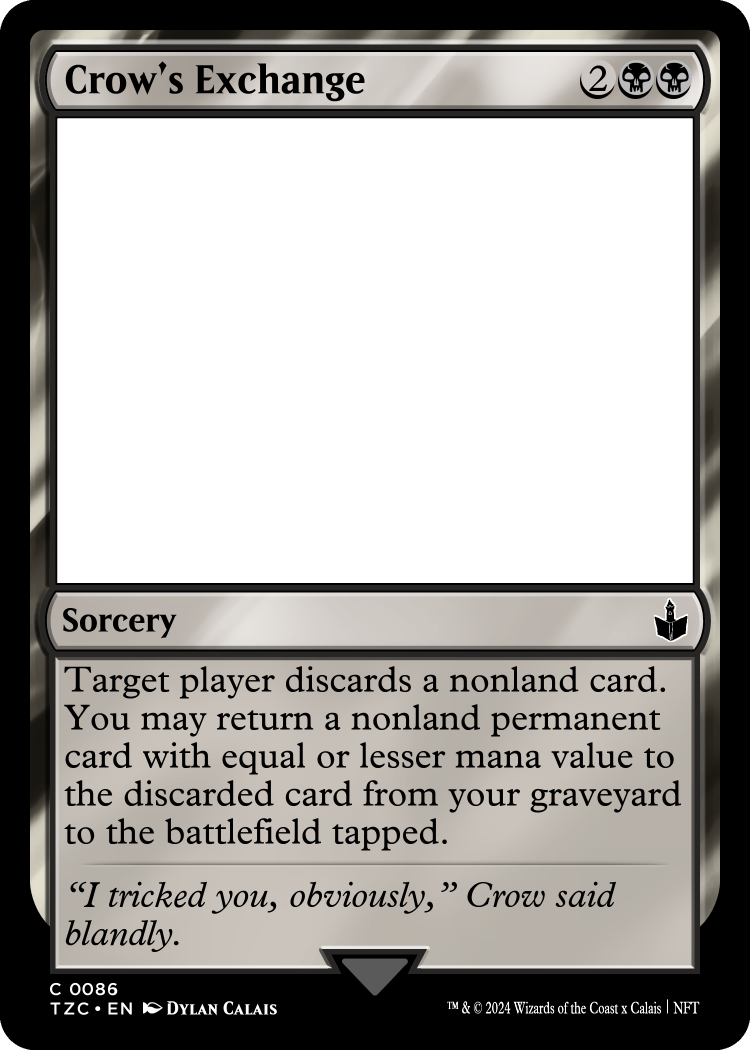 Crow's Exchange 2
Sorcery
Target player discards a nonland card.
You may return a nonland permanent
card with equal or lesser mana value to
the discarded card from your graveyard
to the battlefield tapped.
“I tricked you, obviously,” Crow said
blandly.
C 0086
TZC • EN DYLAN CALAIS
™ & © 2024 Wizards of the Coast x Calais | NFT